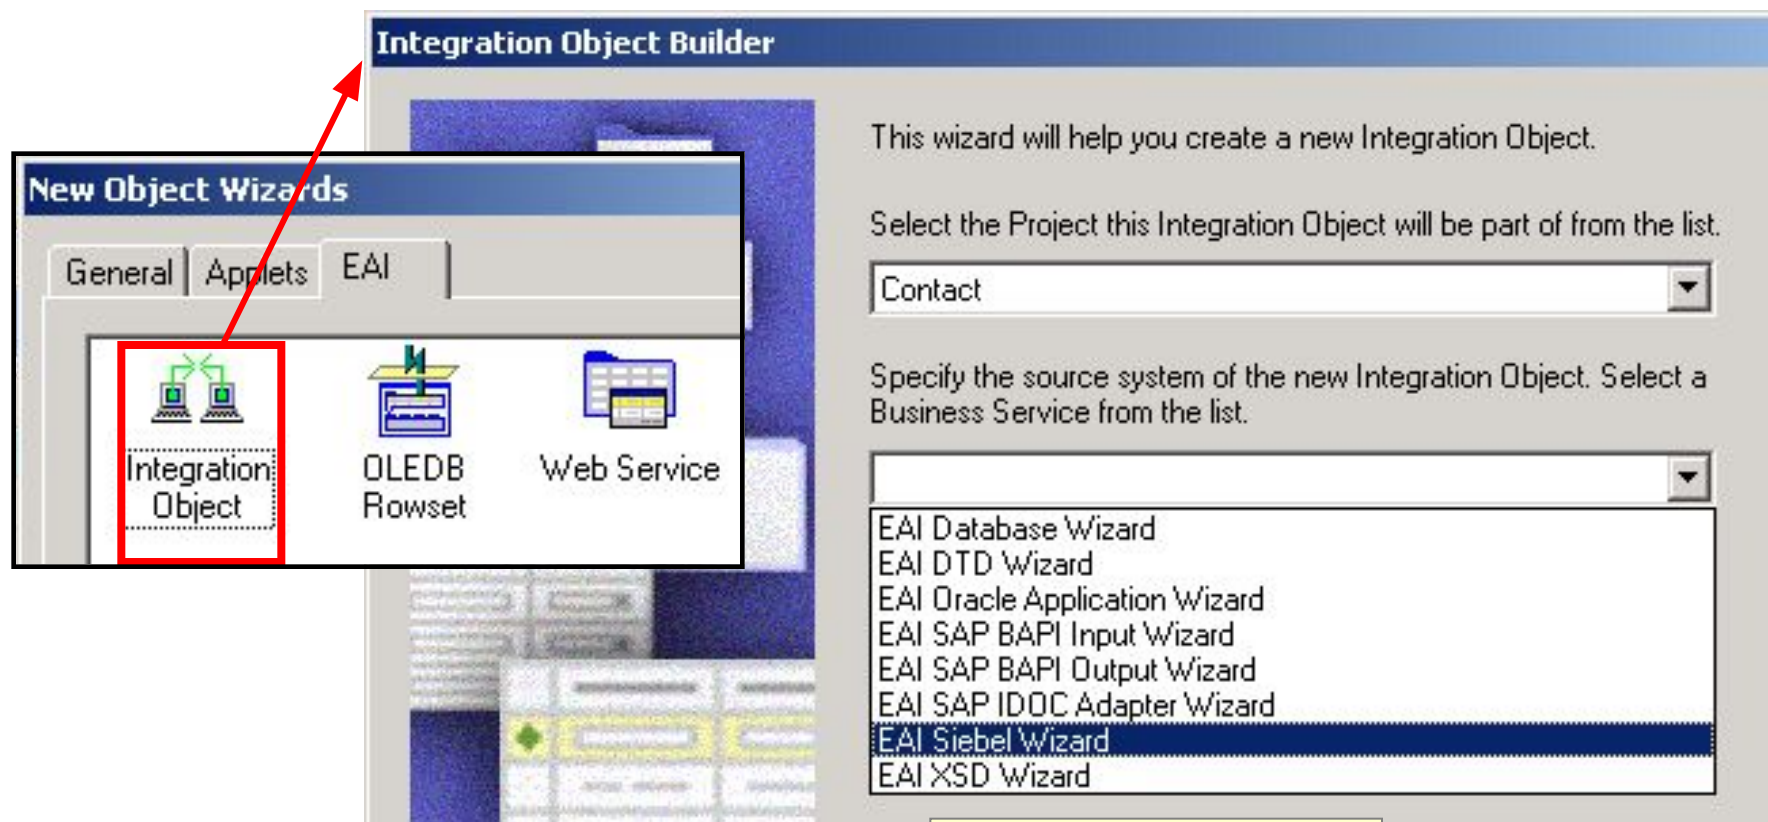 Integration Object Builder
This wizard will help you create a new Integration Object.
Select the Project this Integration Object will be part of from the list.
Contact
Specify the source system of the new Integration Object. Select a
Business Service from the list.
EAI Database Wizard
EAI DTD Wizard
EAI Oracle Application Wizard
EAI SAP BAPI Input Wizard
EAI SAP BAPI Output Wizard
EAI SAP IDOC Adapter Wizard
EAI Siebel Wizard
EAI XSD Wizard
New Object Wizards
General Applets EAI
Integration
Object
OLEDB
Rowset
Web Service